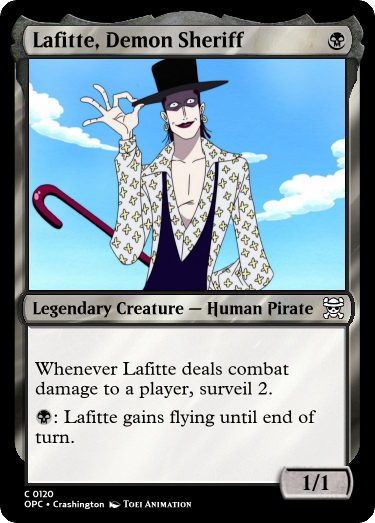 Lafitte, Demon Sheriff
Legendary Creature — Human Pirate
Whenever Lafitte deals combat
damage to a player, surveil 2.
: Lafitte gains flying until end of
turn.
1/1
C 0120
OPC • Crashington Toei Animation